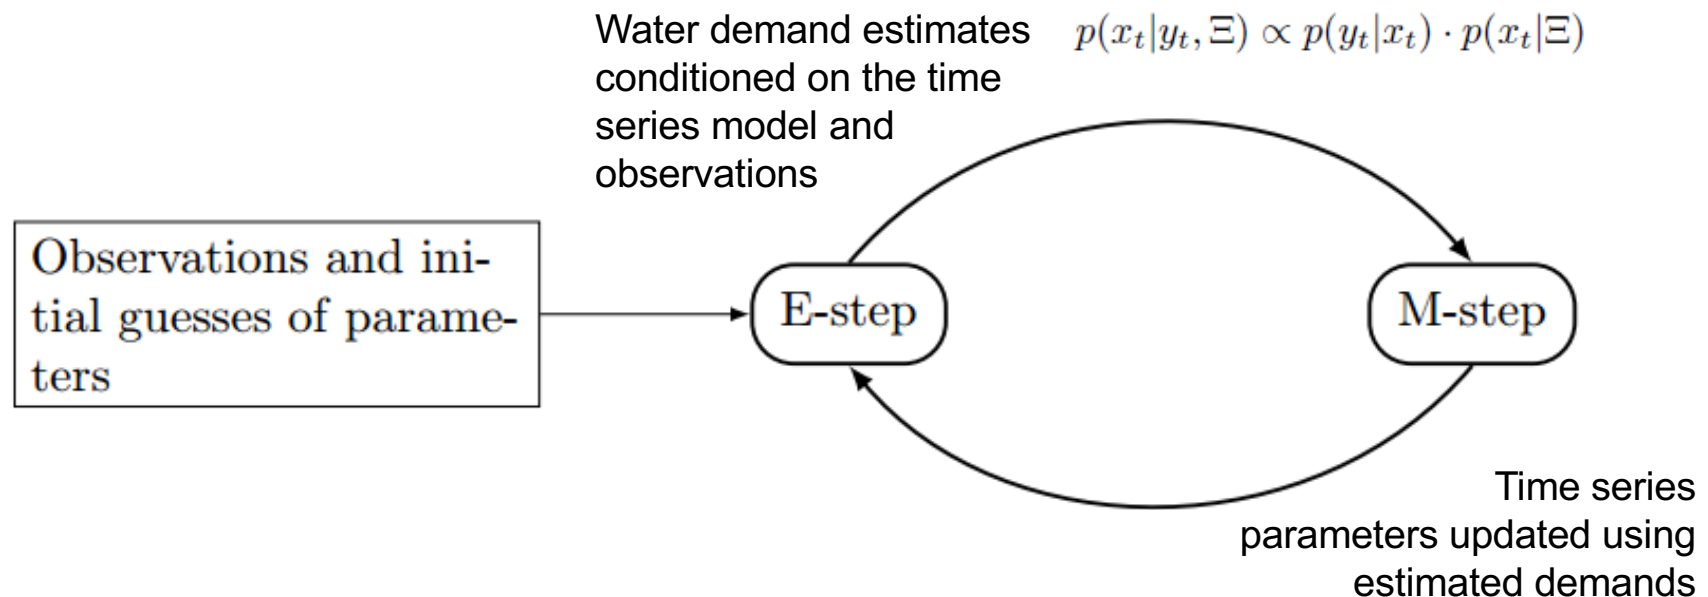 Water demand estimates
conditioned on the time
series model and
observations
p(x_t|y_t, Ξ) ∝ p(y_t|x_t) · p(x_t|Ξ)
Observations and ini-
tial guesses of parame-
ters
E-step
M-step
Time series
parameters updated using
estimated demands